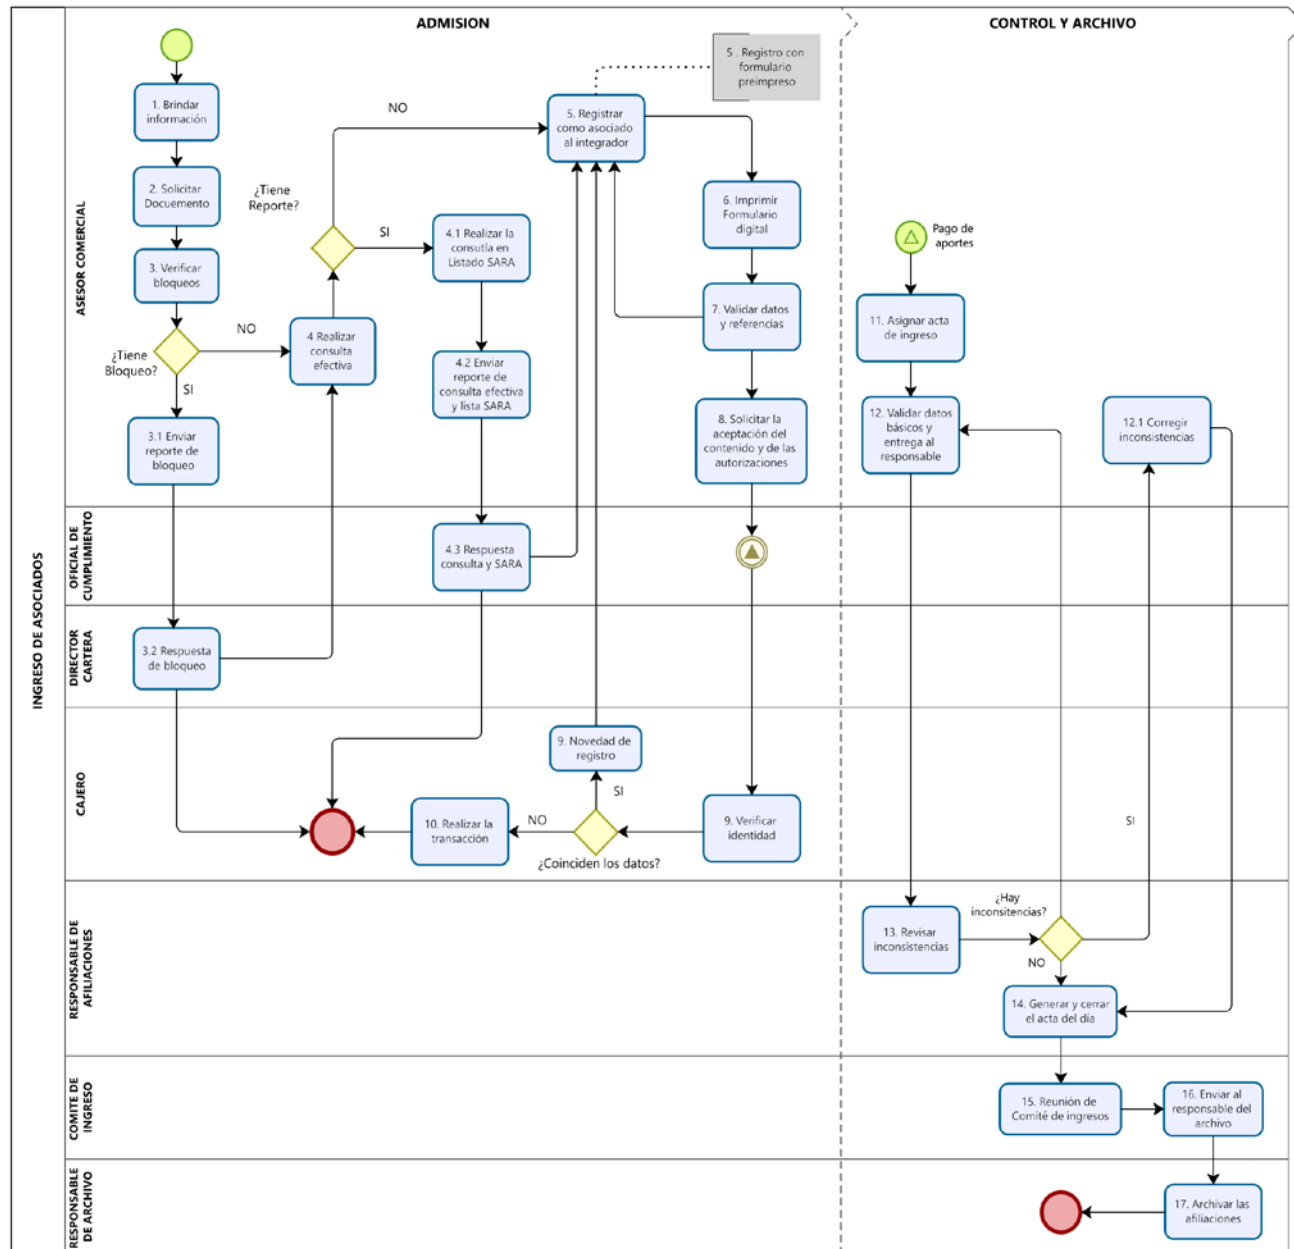 ADMISION
CONTROL Y ARCHIVO
INGRESO DE ASOCIADOS
ASESOR COMERCIAL
1. Brindar
información
2. Solicitar
Docuemento
3. Verificar
bloqueos
¿Tiene
Bloqueo?
NO
SI
3.1 Enviar
reporte de
bloqueo
4 Realizar
consulta
efectiva
¿Tiene
Reporte?
NO
SI
4.1 Realizar la
consutla en
Listado SARA
4.2 Enviar
reporte de
consulta efectiva
y lista SARA
5. Registrar
como asociado
al integrador
5 . Registro con
formulario
preimpreso
6. Imprimir
Formulario
digital
7. Validar datos
y referencias
8. Solicitar la
aceptación del
contenido y de las
autorizaciones
Pago de
aportes
11. Asignar acta
de ingreso
12. Validar datos
básicos y
entrega al
responsable
12.1 Corregir
inconsistencias
OFICIAL DE
CUMPLIMIENTO
4.3 Respuesta
consulta y SARA
DIRECTOR
CARTERA
3.2 Respuesta
de bloqueo
CAJERO
9. Novedad de
registro
SI
NO
10. Realizar la
transacción
¿Coinciden los datos?
9. Verificar
identidad
SI
RESPONSABLE DE
AFILIACIONES
13. Revisar
inconsistencias
¿Hay
inconsitencias?
NO
14. Generar y cerrar
el acta del día
COMITE DE
INGRESO
15. Reunión de
Comité de ingresos
16. Enviar al
responsable del
archivo
RESPONSABLE
DE ARCHIVO
17. Archivar las
afiliaciones